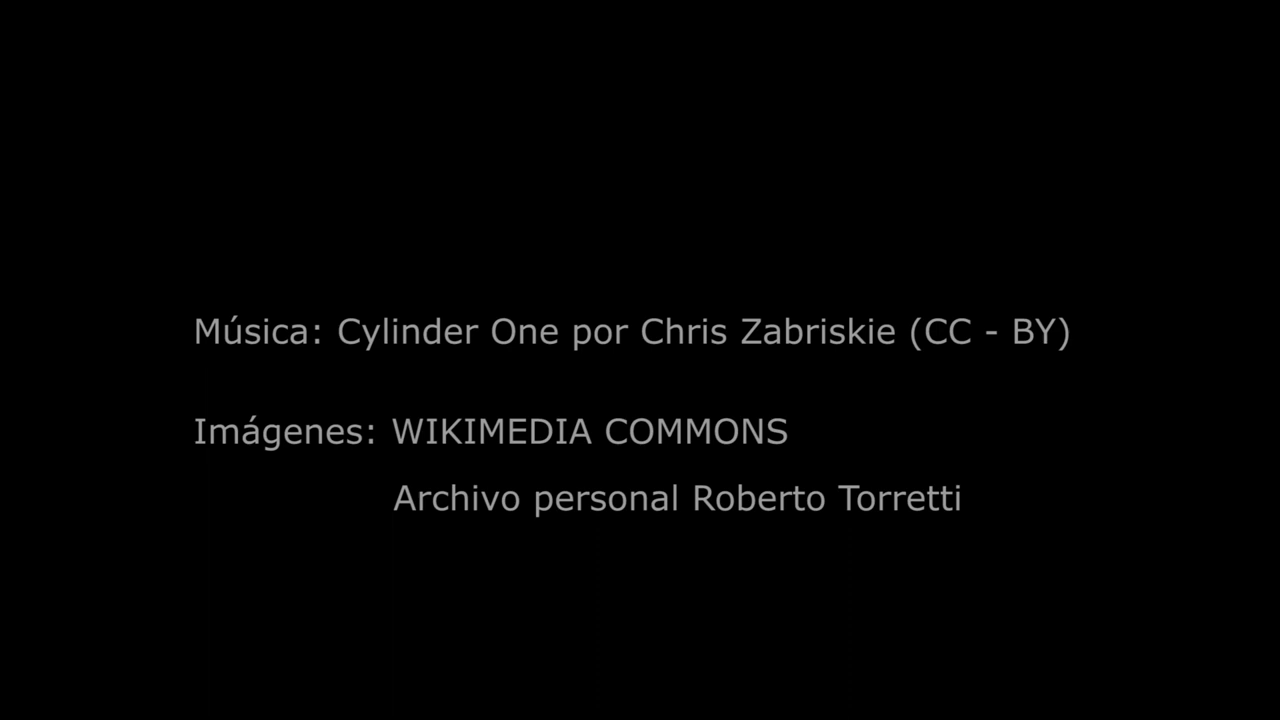 Música: Cylinder One por Chris Zabriskie (CC - BY)
Imágenes: WIKIMEDIA COMMONS
Archivo personal Roberto Torretti